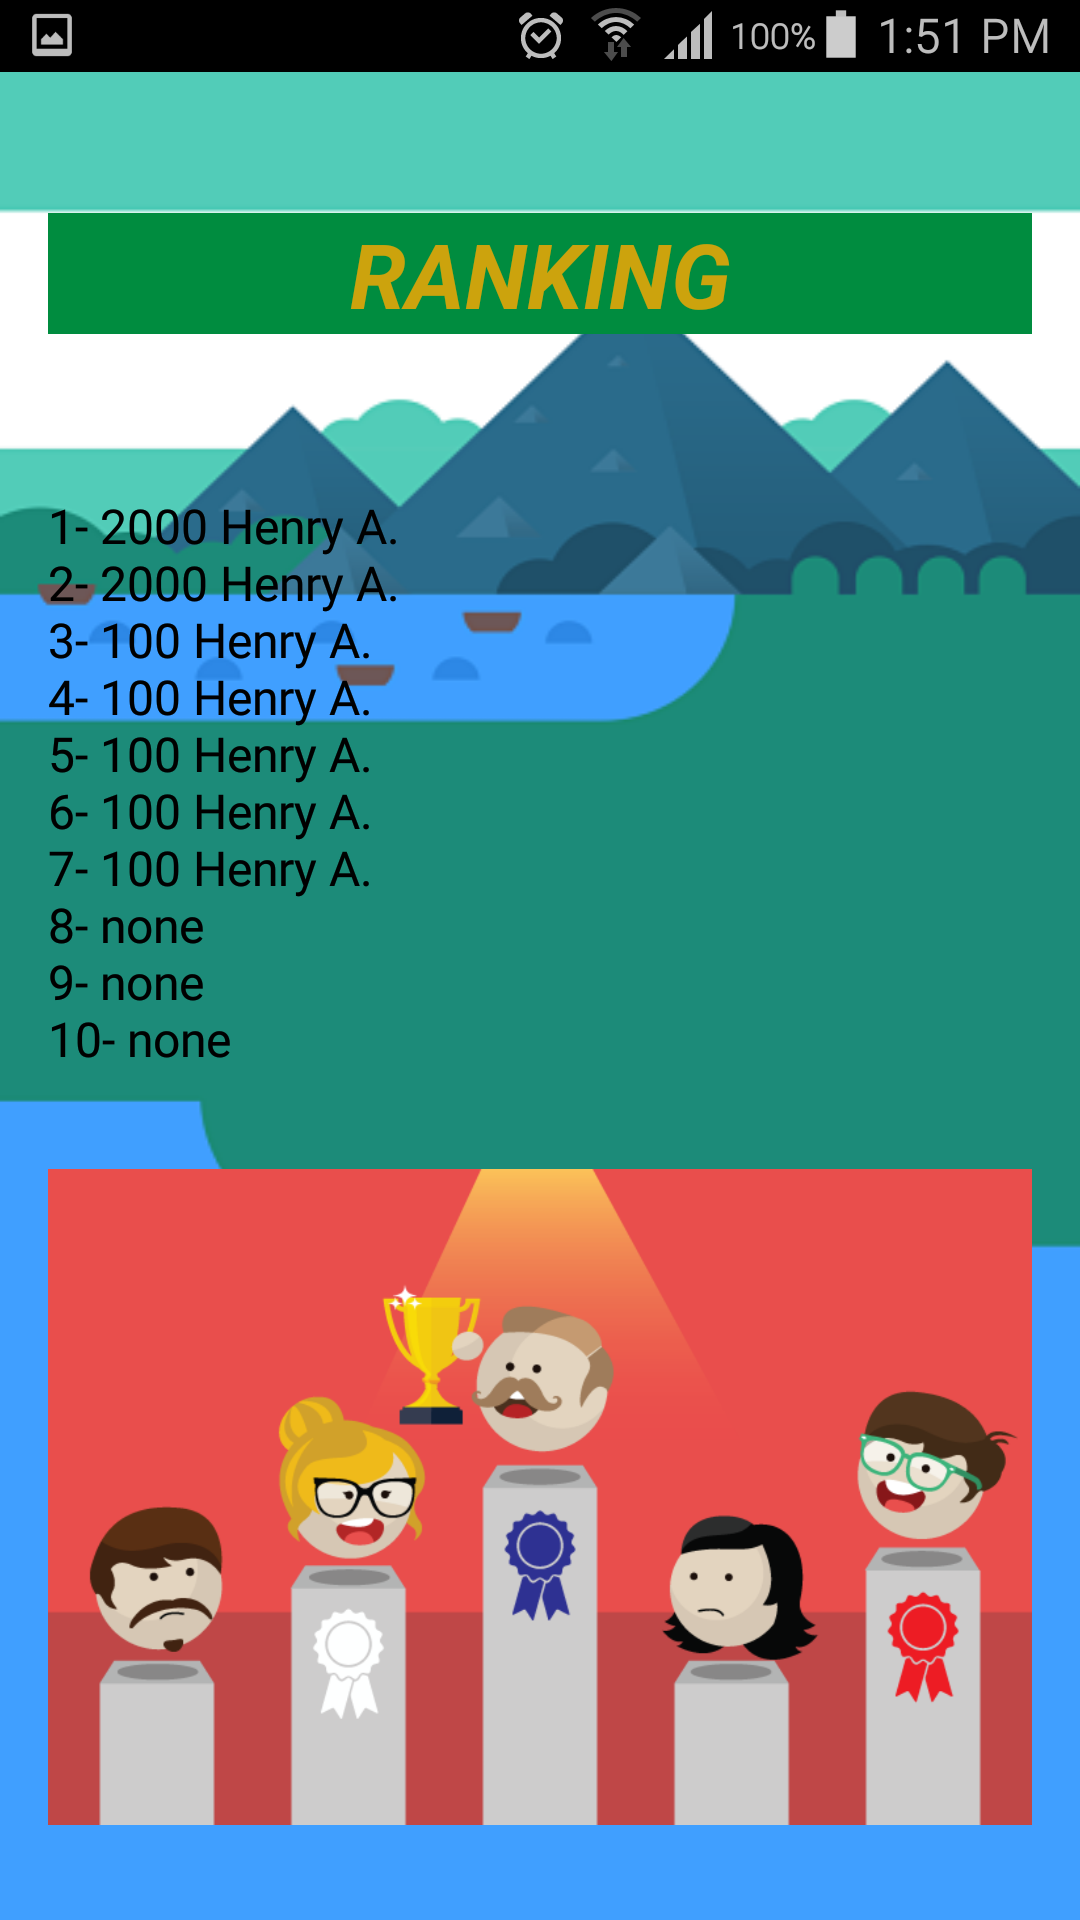 100% 1:51 PM
RANKING
1- 2000 Henry A.
2- 2000 Henry A.
3- 100 Henry A.
4- 100 Henry A.
5- 100 Henry A.
6- 100 Henry A.
7- 100 Henry A.
8- none
9- none
10- none